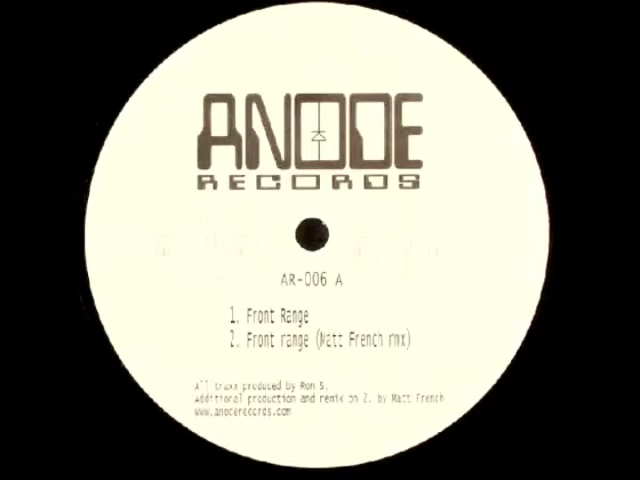 ANODE
RECORDS
AR-006 A
1. Front Range
2. Front range (Matt French rmx)
All traxx produced by Ron S.
Additional production and remix on 2. by Matt French
www.anoderecords.com